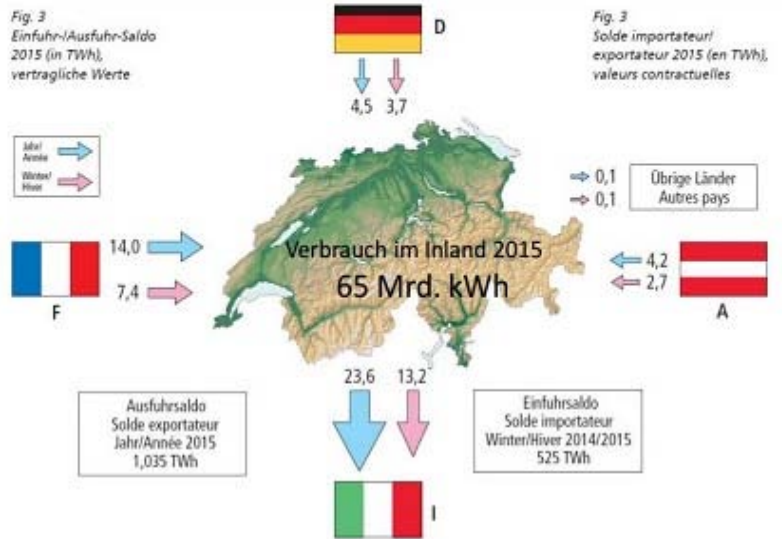 Fig. 3
Einfuhr-/Ausfuhr-Saldo
2015 (in TWh),
vertragliche Werte
D
Fig. 3
Solde importateur/
exportateur 2015 (en TWh),
valeurs contractuelles
4,5 3,7
Jahr/
Année
Winter/
Hiver
0,1
0,1
Übrige Länder
Autres pays
14,0
7,4
F
Verbrauch im Inland 2015
65 Mrd. kWh
4,2
2,7
A
23,6 13,2
Ausfuhrsaldo
Solde exportateur
Jahr/Année 2015
1,035 TWh
Einfuhrsaldo
Solde importateur
Winter/Hiver 2014/2015
525 TWh
I